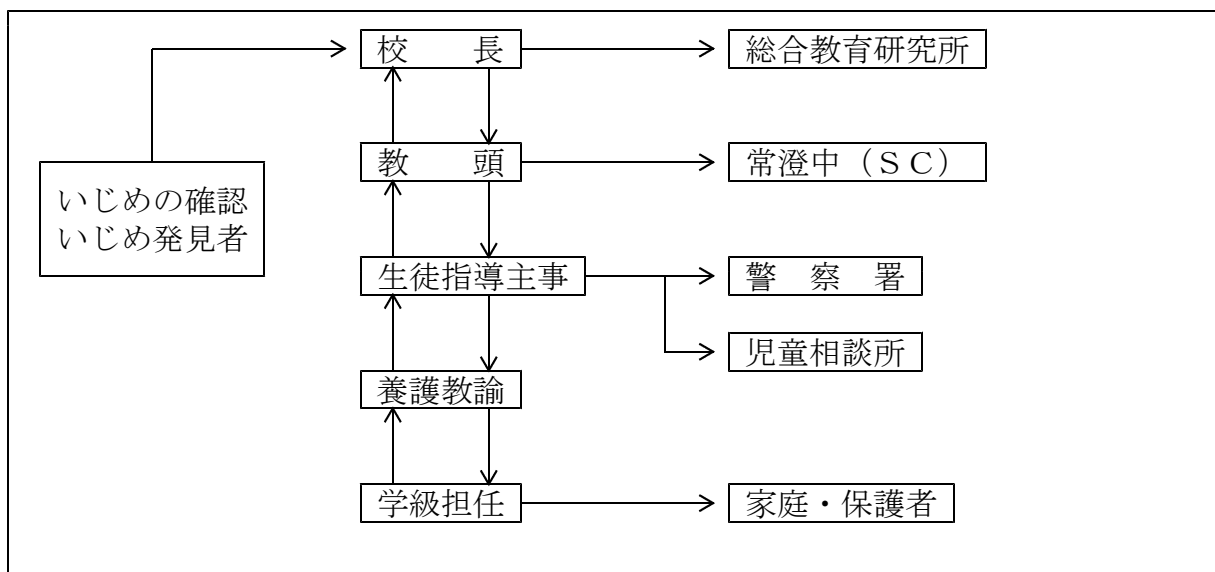 校　　長
総合教育研究所
教　　頭
常澄中（ＳＣ）
いじめの確認
いじめ発見者
生徒指導主事
警　察　署
児童相談所
養護教諭
学級担任
家庭・保護者